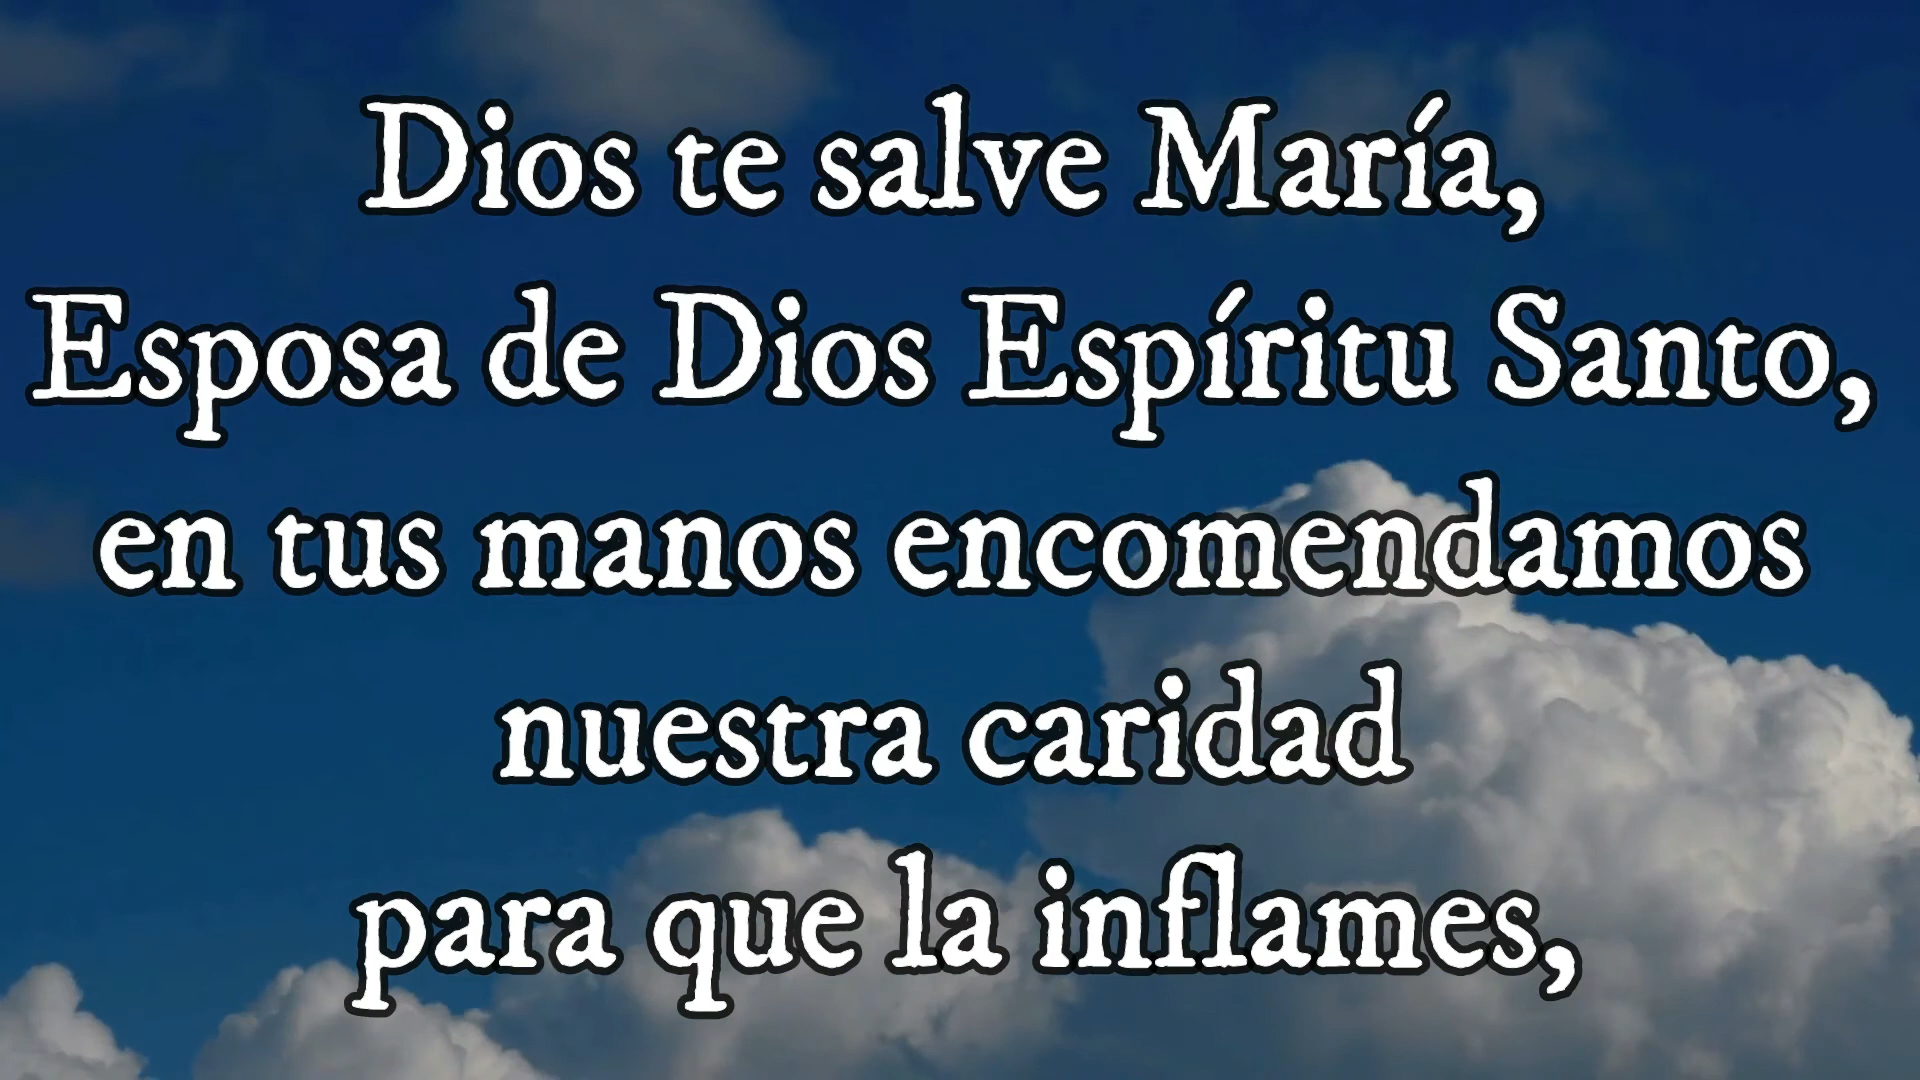 Dios te salve María,
Esposa de Dios Espíritu Santo,
en tus manos encomendamos
nuestra caridad
para que la inflames,